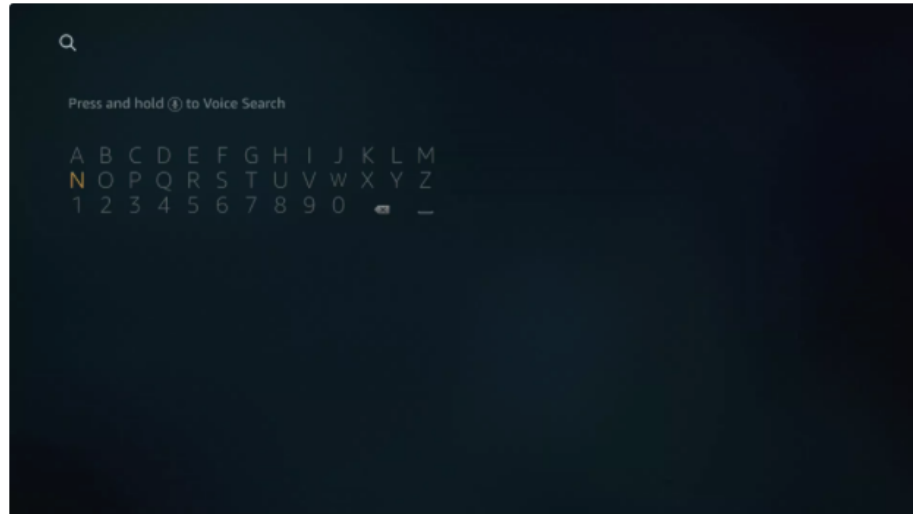 Press and hold to Voice Search
A B C D E F G H I J K L M
N O P Q R S T U V W X Y Z
1 2 3 4 5 6 7 8 9 0